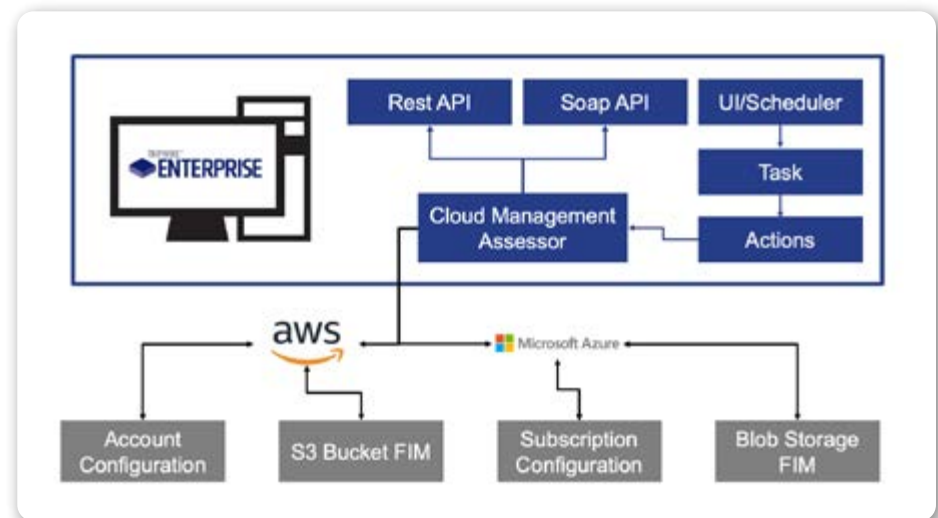 Rest API
Soap API
UI/Scheduler
ENTERPRISE
Task
Cloud Management
Assessor
Actions
aws
Microsoft Azure
Account
Configuration
S3 Bucket FIM
Subscription
Configuration
Blob Storage
FIM